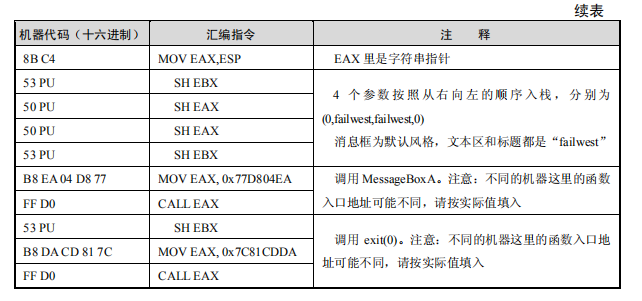 续表
机器代码（十六进制） 汇编指令 注 释
8B C4 MOV EAX,ESP EAX 里是字符串指针
53 PU SH EBX
50 PU SH EAX
50 PU SH EAX
53 PU SH EBX
4 个参数按照从右向左的顺序入栈，分别为
(0,failwest,failwest,0)
消息框为默认风格，文本区和标题都是“failwest”
B8 EA 04 D8 77 MOV EAX, 0x77D804EA
FF D0 CALL EAX
调用 MessageBoxA。注意：不同的机器这里的函数
入口地址可能不同，请按实际值填入
53 PU SH EBX
B8 DA CD 81 7C MOV EAX, 0x7C81CDDA
FF D0 CALL EAX
调用 exit(0)。注意：不同的机器这里的函数入口地
址可能不同，请按实际值填入